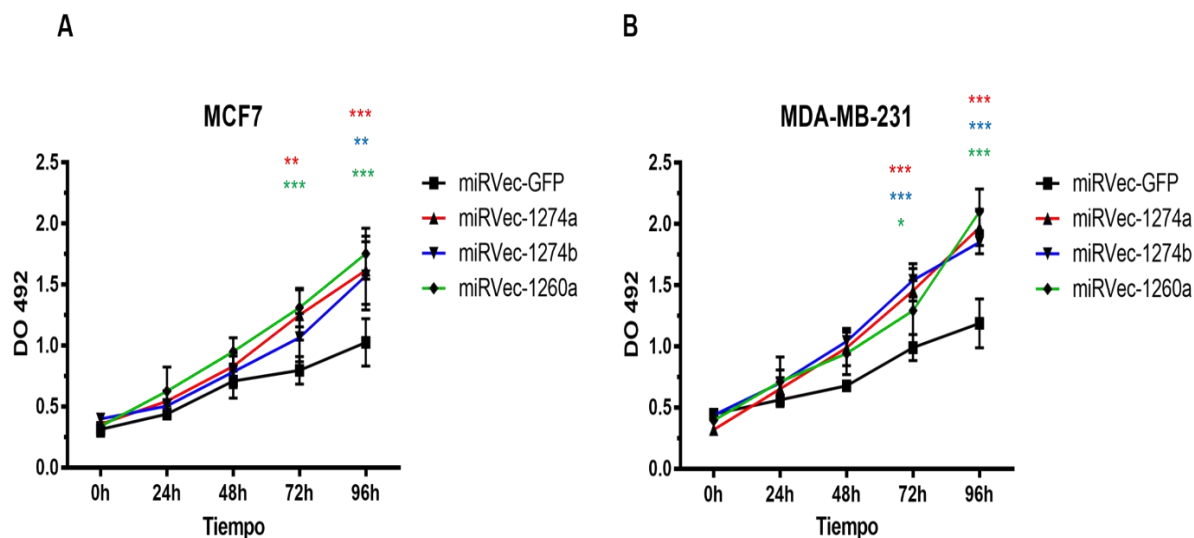 A
MCF7
***
**
**
***
***
2.5
2.0
1.5
1.0
0.5
0.0
DO 492
0h 24h 48h 72h 96h
Tiempo
miRVec-GFP
miRVec-1274a
miRVec-1274b
miRVec-1260a
B
MDA-MB-231
***
***
***
***
***
*
2.5
2.0
1.5
1.0
0.5
0.0
DO 492
0h 24h 48h 72h 96h
Tiempo
miRVec-GFP
miRVec-1274a
miRVec-1274b
miRVec-1260a